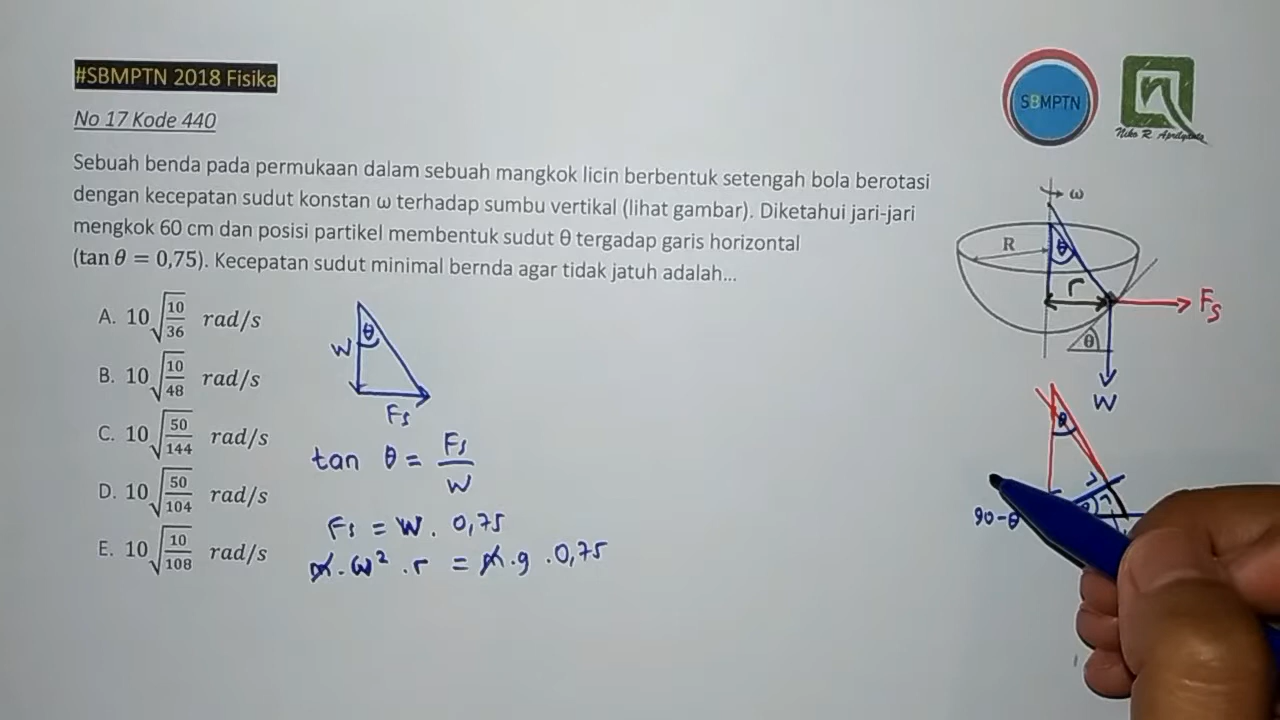 #SBMPTN 2018 Fisika
No 17 Kode 440
Sebuah benda pada permukaan dalam sebuah mangkok licin berbentuk setengah bola berotasi
dengan kecepatan sudut konstan ω terhadap sumbu vertikal (lihat gambar). Diketahui jari-jari
mengkok 60 cm dan posisi partikel membentuk sudut θ tergadap garis horizontal
(tan θ = 0,75). Kecepatan sudut minimal bernda agar tidak jatuh adalah...
A. 10√(10/36) rad/s
B. 10√(10/48) rad/s
C. 10√(50/144) rad/s
D. 10√(50/104) rad/s
E. 10√(10/108) rad/s
θ
W
Fs
tan θ = Fs/W
Fs = W . 0,75
m . ω² . r = m . g . 0,75
SBMPTN
Niko R. Aprilyanto
ω
R
θ
r
Fs
θ
W
θ
90-θ